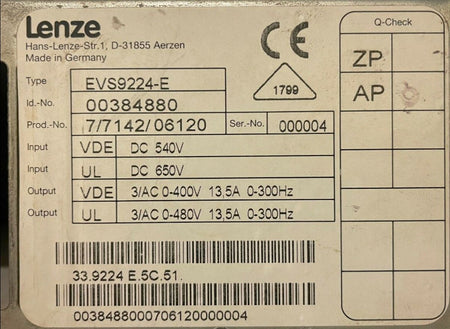 Lenze
Hans-Lenze-Str.1, D-31855 Aerzen
Made in Germany
Type EVS9224-E
Id.-No. 00384880
1799
Prod.-No. 7/7142/06120 Ser.-No. 000004
Input VDE DC 540V
Input UL DC 650V
Output VDE 3/AC 0-400V 13,5A 0-300Hz
Output UL 3/AC 0-480V 13,5A 0-300Hz
33.9224 E.5C.51.
0038488000706120000004
Q-Check
ZP
AP